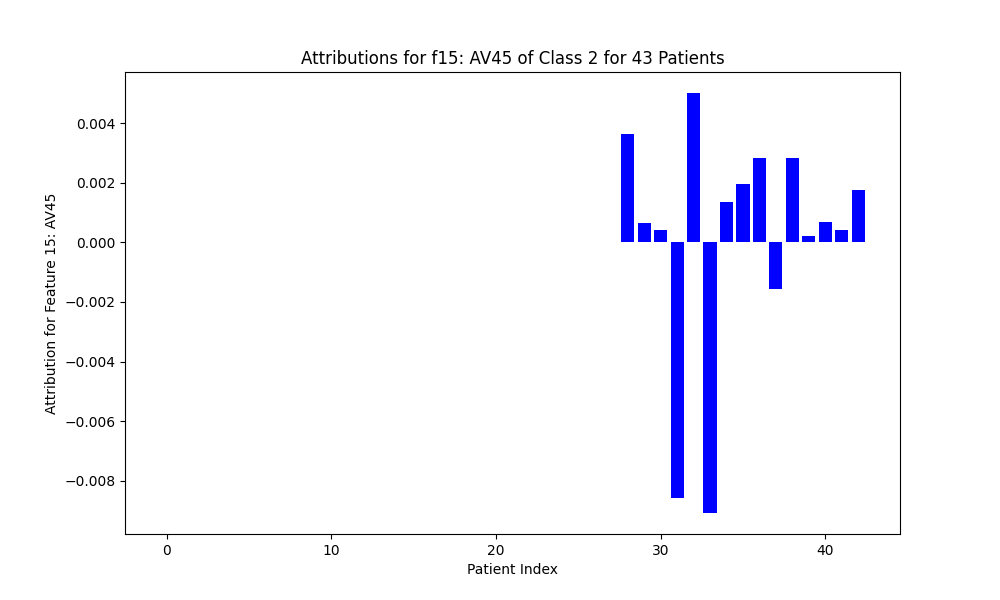 Attributions for f15: AV45 of Class 2 for 43 Patients
Attribution for Feature 15: AV45
0.004
0.002
0.000
−0.002
−0.004
−0.006
−0.008
0 10 20 30 40
Patient Index